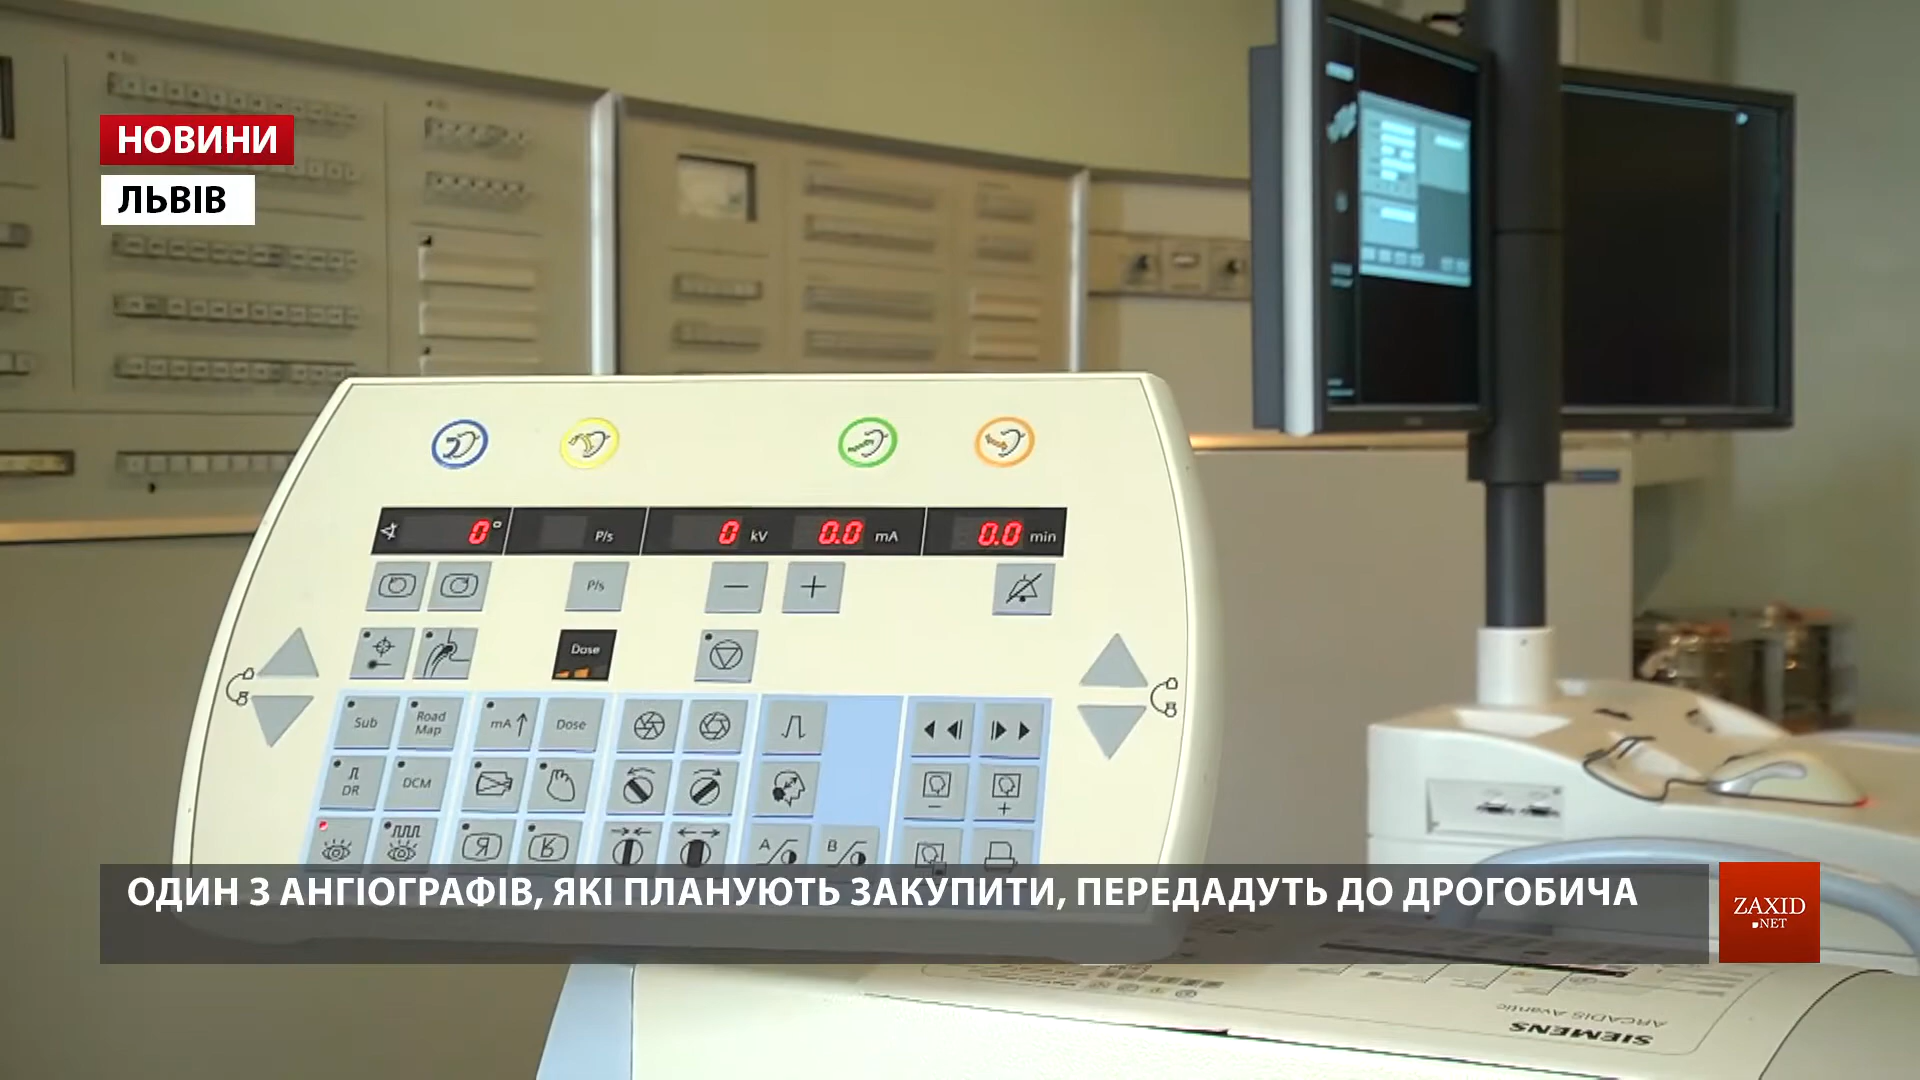 НОВИНИ
ЛЬВІВ
0°
P/s
0 kV
0.0 mA
0.0 min
P/s
Dose
Sub
Road Map
mA
Dose
DR
DCM
R
R
A
B
ОДИН З АНГІОГРАФІВ, ЯКІ ПЛАНУЮТЬ ЗАКУПИТИ, ПЕРЕДАДУТЬ ДО ДРОГОБИЧА
ZAXID
.NET
ARCADIS Avantic
SIEMENS